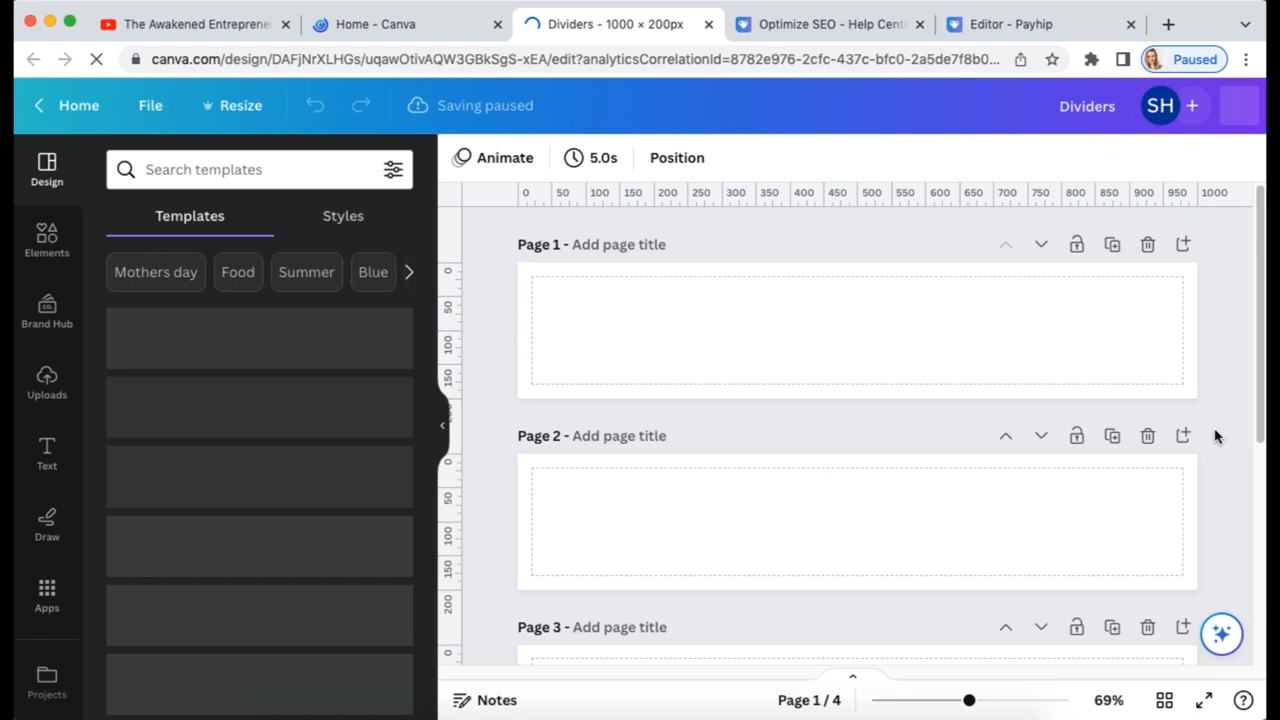 The Awakened Entreprene
Home - Canva
Dividers - 1000 × 200px
Optimize SEO - Help Cent
Editor - Payhip
canva.com/design/DAFjNrXLHGs/uqawOtivAQW3GBkSgS-xEA/edit?analyticsCorrelationId=8782e976-2cfc-437c-bfc0-2a5de7f8b0...
Paused
Home
File
Resize
Saving paused
Dividers
SH
Design
Elements
Brand Hub
Uploads
Text
Draw
Apps
Projects
CO.
Search templates
Templates
Styles
Mothers day
Food
Summer
Blue
Animate
5.0s
Position
0 50 100 150 200 250 300 350 400 450 500 550 600 650 700 750 800 850 900 950 1000
Page 1 - Add page title
0 50 100 150
Page 2 - Add page title
0 50 100 150 200
Page 3 - Add page title
0
Notes
Page 1 / 4
69%